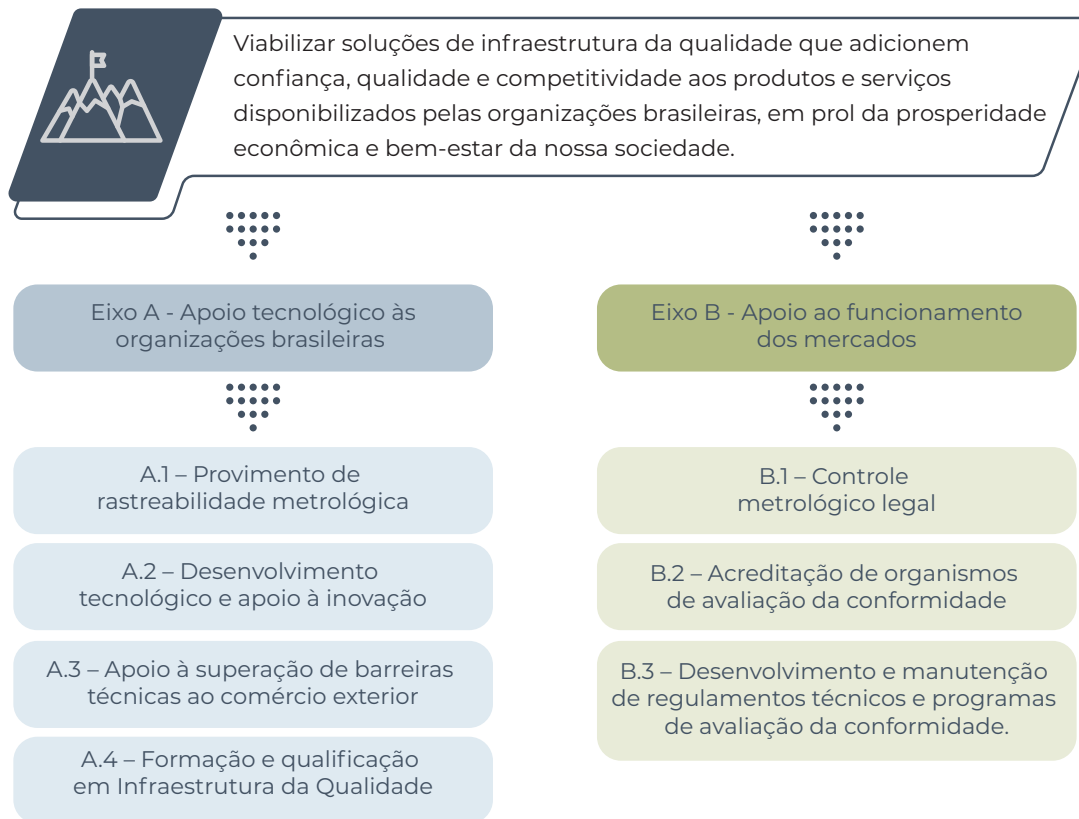 Viabilizar soluções de infraestrutura da qualidade que adicionem
confiança, qualidade e competitividade aos produtos e serviços
disponibilizados pelas organizações brasileiras, em prol da prosperidade
econômica e bem-estar da nossa sociedade.
Eixo A - Apoio tecnológico às
organizações brasileiras
A.1 – Provimento de
rastreabilidade metrológica
A.2 – Desenvolvimento
tecnológico e apoio à inovação
A.3 – Apoio à superação de barreiras
técnicas ao comércio exterior
A.4 – Formação e qualificação
em Infraestrutura da Qualidade
Eixo B - Apoio ao funcionamento
dos mercados
B.1 – Controle
metrológico legal
B.2 – Acreditação de organismos
de avaliação da conformidade
B.3 – Desenvolvimento e manutenção
de regulamentos técnicos e programas
de avaliação da conformidade.